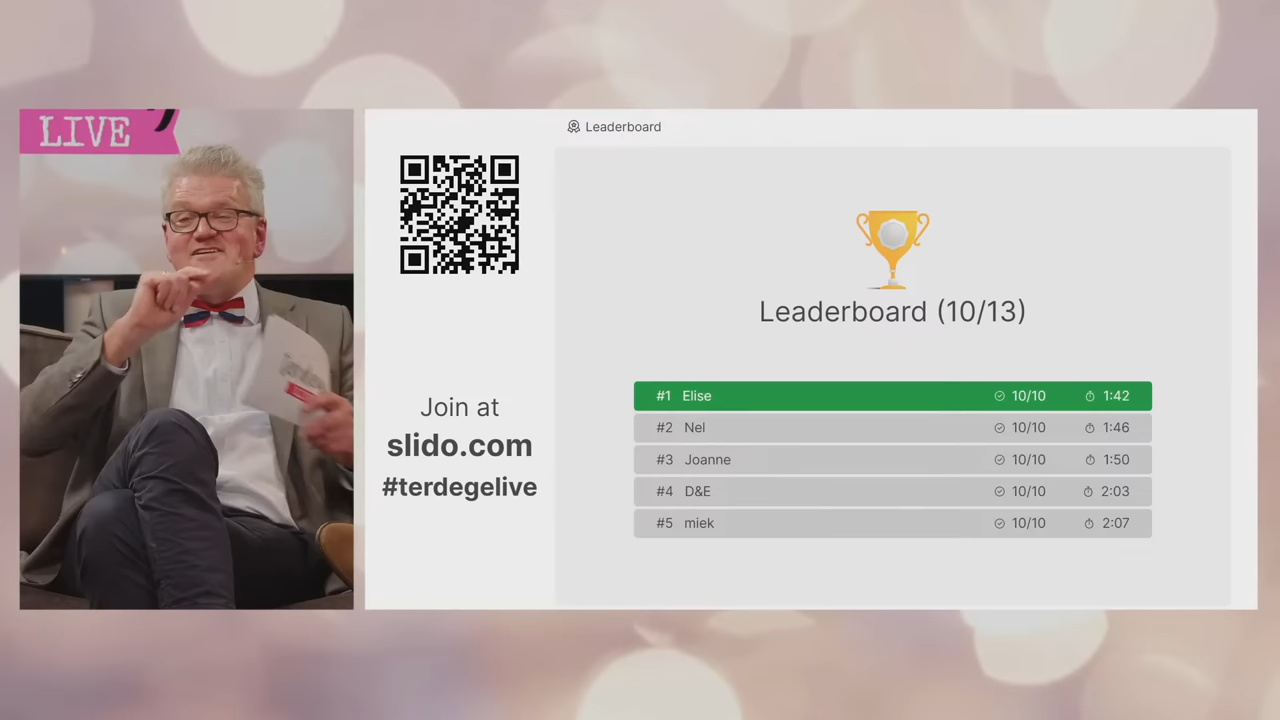 LIVE
Leaderboard
Leaderboard (10/13)
#1 Elise 10/10 1:42
#2 Nel 10/10 1:46
#3 Joanne 10/10 1:50
#4 D&E 10/10 2:03
#5 miek 10/10 2:07
Join at
slido.com
#terdegelive